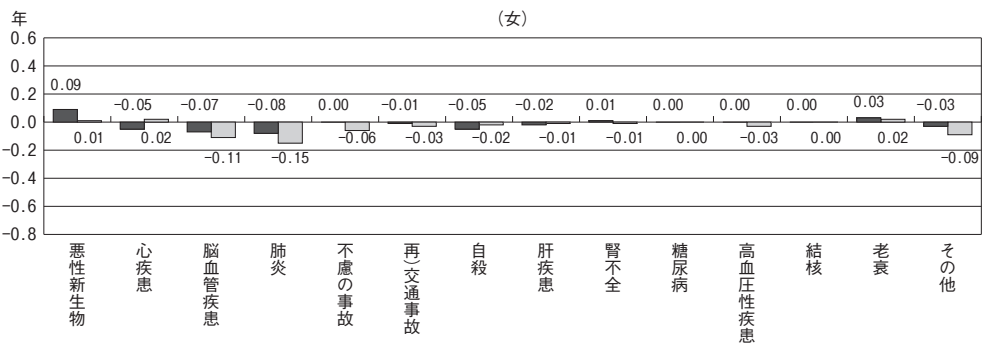 年
(女)
0.6
0.4
0.2
0.0
-0.2
-0.4
-0.6
-0.8
0.09 -0.05 -0.07 -0.08 0.00 -0.01 -0.05 -0.02 0.01 0.00 0.00 0.00 0.03 -0.03
0.01 0.02 -0.11 -0.15 -0.06 -0.03 -0.02 -0.01 -0.01 0.00 -0.03 0.00 0.02 -0.09
悪性新生物
心疾患
脳血管疾患
肺炎
不慮の事故
再)交通事故
自殺
肝疾患
腎不全
糖尿病
高血圧性疾患
結核
老衰
その他